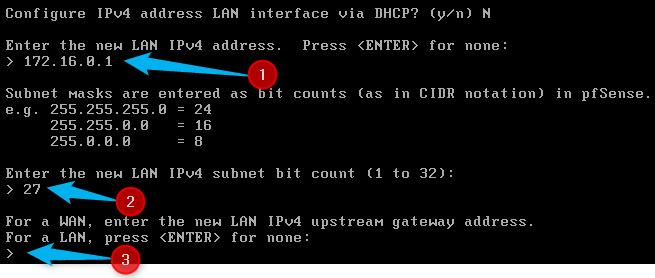 Configure IPv4 address LAN interface via DHCP? (y/n) N
Enter the new LAN IPv4 address.  Press <ENTER> for none:
> 172.16.0.1
1
Subnet masks are entered as bit counts (as in CIDR notation) in pfSense.
e.g. 255.255.255.0 = 24
     255.255.0.0   = 16
     255.0.0.0     = 8
Enter the new LAN IPv4 subnet bit count (1 to 32):
> 27
2
For a WAN, enter the new LAN IPv4 upstream gateway address.
For a LAN, press <ENTER> for none:
>
3